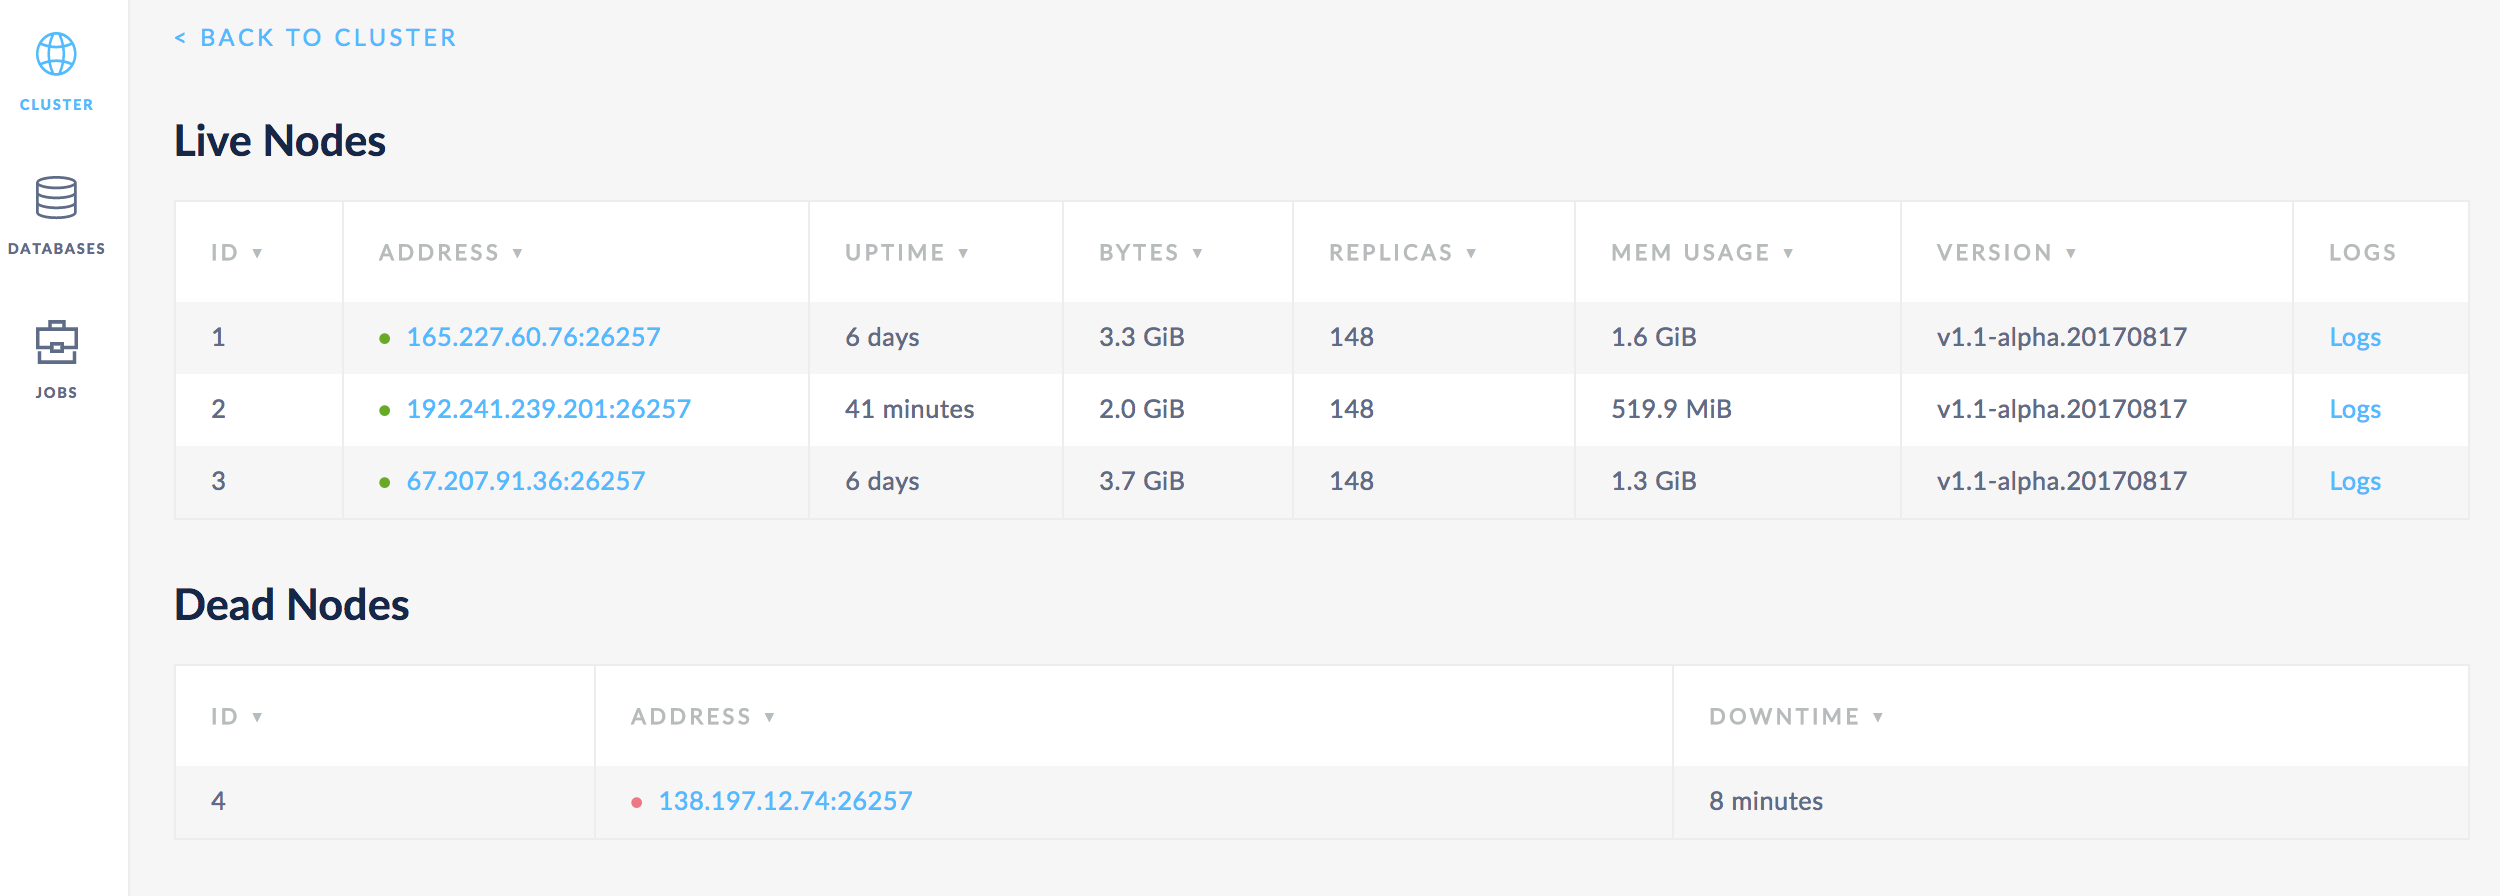 < BACK TO CLUSTER
CLUSTER
DATABASES
JOBS
Live Nodes
ID ▼ ADDRESS ▼ UPTIME ▼ BYTES ▼ REPLICAS ▼ MEM USAGE ▼ VERSION ▼ LOGS
1 165.227.60.76:26257 6 days 3.3 GiB 148 1.6 GiB v1.1-alpha.20170817 Logs
2 192.241.239.201:26257 41 minutes 2.0 GiB 148 519.9 MiB v1.1-alpha.20170817 Logs
3 67.207.91.36:26257 6 days 3.7 GiB 148 1.3 GiB v1.1-alpha.20170817 Logs
Dead Nodes
ID ▼ ADDRESS ▼ DOWNTIME ▼
4 138.197.12.74:26257 8 minutes